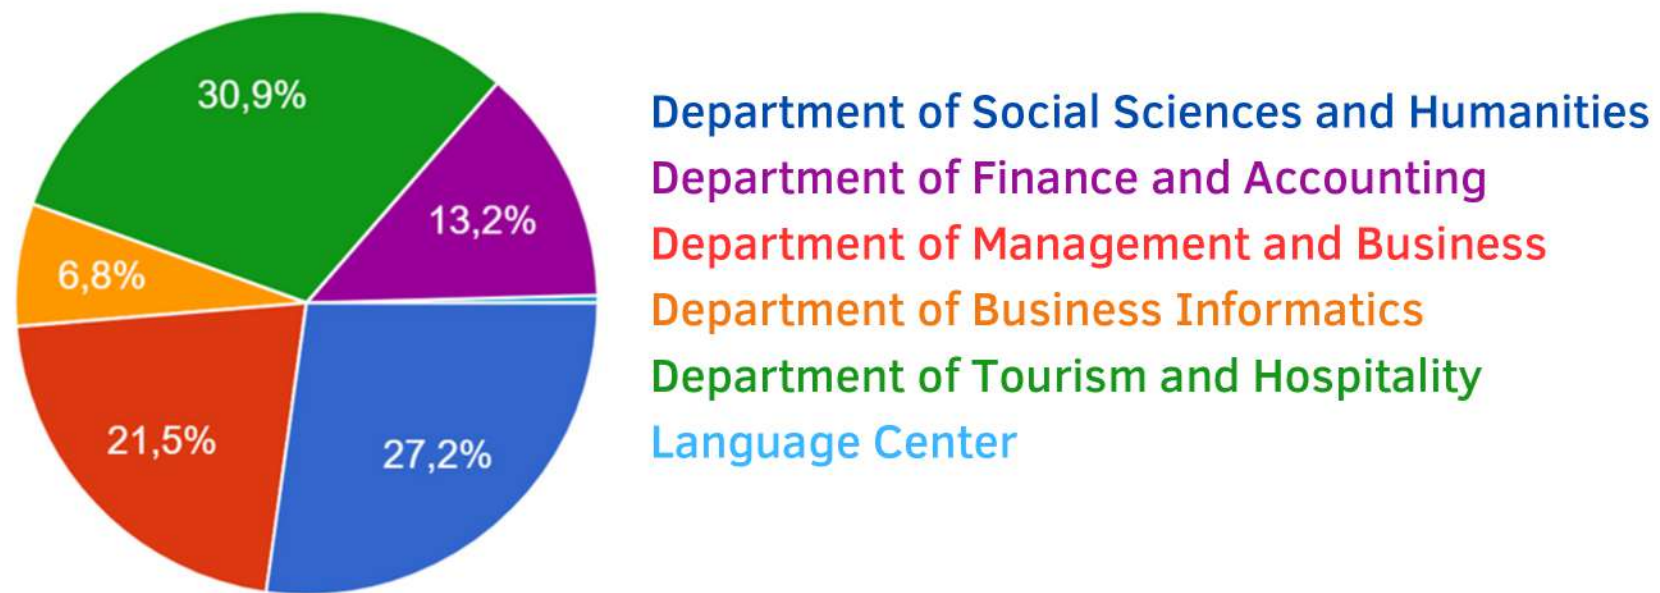 30,9%
13,2%
6,8%
21,5%
27,2%
Department of Social Sciences and Humanities
Department of Finance and Accounting
Department of Management and Business
Department of Business Informatics
Department of Tourism and Hospitality
Language Center